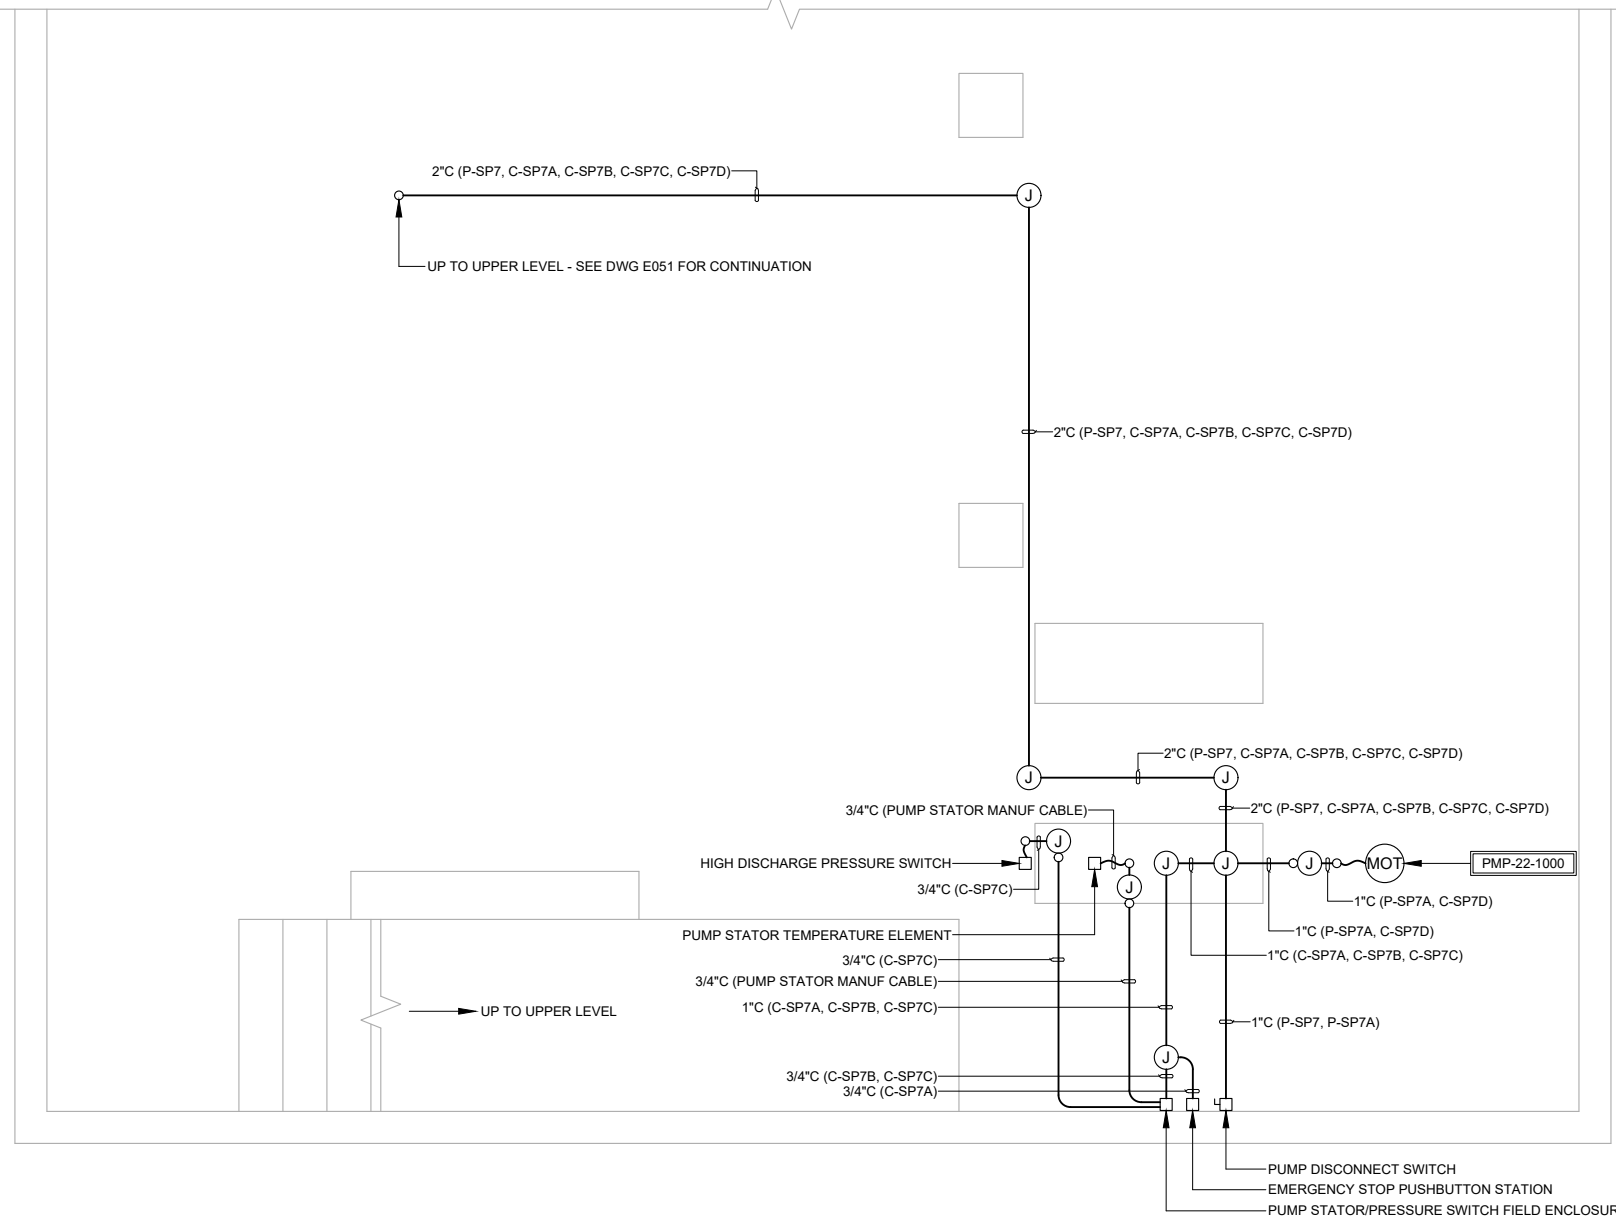 2"C (P-SP7, C-SP7A, C-SP7B, C-SP7C, C-SP7D)
J
UP TO UPPER LEVEL - SEE DWG E051 FOR CONTINUATION
2"C (P-SP7, C-SP7A, C-SP7B, C-SP7C, C-SP7D)
2"C (P-SP7, C-SP7A, C-SP7B, C-SP7C, C-SP7D)
J
J
3/4"C (PUMP STATOR MANUF CABLE)
2"C (P-SP7, C-SP7A, C-SP7B, C-SP7C, C-SP7D)
J
HIGH DISCHARGE PRESSURE SWITCH
J
J
J
MOT
PMP-22-1000
3/4"C (C-SP7C)
J
1"C (P-SP7A, C-SP7D)
PUMP STATOR TEMPERATURE ELEMENT
1"C (P-SP7A, C-SP7D)
3/4"C (C-SP7C)
1"C (C-SP7A, C-SP7B, C-SP7C)
3/4"C (PUMP STATOR MANUF CABLE)
1"C (C-SP7A, C-SP7B, C-SP7C)
UP TO UPPER LEVEL
1"C (P-SP7, P-SP7A)
J
3/4"C (C-SP7B, C-SP7C)
3/4"C (C-SP7A)
PUMP DISCONNECT SWITCH
EMERGENCY STOP PUSHBUTTON STATION
PUMP STATOR/PRESSURE SWITCH FIELD ENCLOSUR